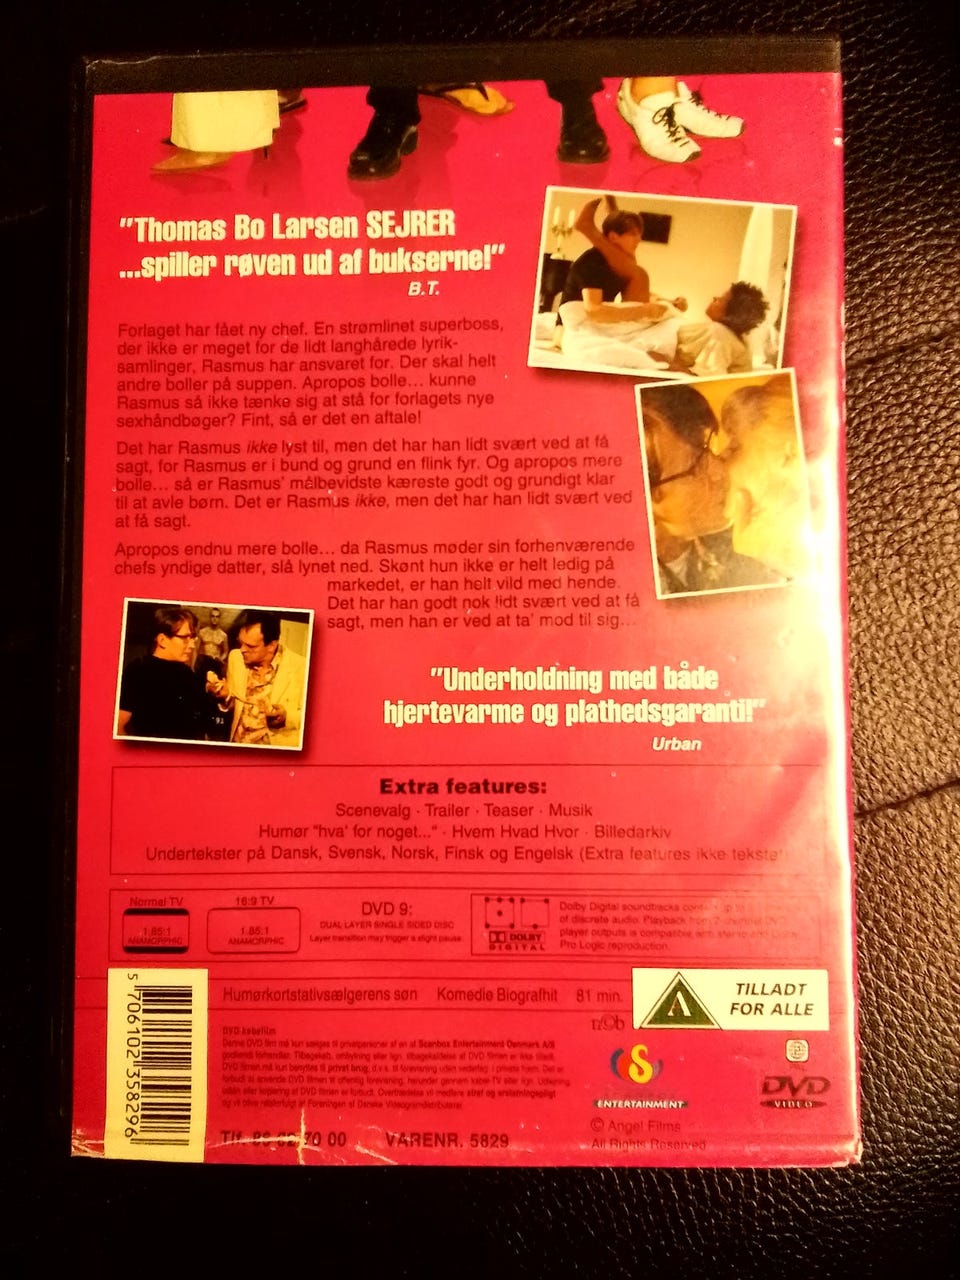 "Thomas Bo Larsen SEJRER
...spiller røven ud af bukserne!"
B.T.
Forlaget har fået ny chef. En strømlinet superboss,
der ikke er meget for de lidt langhårede lyrik-
samlinger, Rasmus har ansvaret for. Der skal helt
andre boller på suppen. Apropos bolle... kunne
Rasmus så ikke tænke sig at stå for forlagets nye
sexhåndbøger? Fint, så er det en aftale!
Det har Rasmus ikke lyst til, men det har han lidt svært ved at få
sagt, for Rasmus er i bund og grund en flink fyr. Og apropos mere
bolle... så er Rasmus' målbevidste kæreste godt og grundigt klar
til at avle børn. Det er Rasmus ikke, men det har han lidt svært ved
at få sagt.
Apropos endnu mere bolle... da Rasmus møder sin forhenværende
chefs yndige datter, slå lynet ned. Skønt hun ikke er helt ledig på
markedet, er han helt vild med hende.
Det har han godt nok lidt svært ved at få
sagt, men han er ved at ta' mod til sig...
"Underholdning med både
hjertevarme og plathedsgaranti!"
Urban
Extra features:
Scenevalg · Trailer · Teaser · Musik
Humør "hva' for noget..." · Hvem Hvad Hvor · Billedarkiv
Undertekster på Dansk, Svensk, Norsk, Finsk og Engelsk (Extra features ikke tekstet)
Normal TV
1.85:1
ANAMORPHIC
16:9 TV
1.85:1
ANAMORPHIC
DVD 9:
DUAL LAYER SINGLE SIDED DISC
Layer transition may trigger a slight pause
DOLBY
DIGITAL
Dolby Digital soundtracks
of discrete audio. Playback from 2-channel DVD
player outputs is compatible
Pro Logic reproduction.
Humørkortstativsælgerens søn Komedie Biografhit 81 min.
TILLADT
FOR ALLE
DVD købefilm
5 706102 358296
Tlf. 70 00 VARENR. 5829
ENTERTAINMENT
© Angel Films
All Rights Reserved
DVD
VIDEO